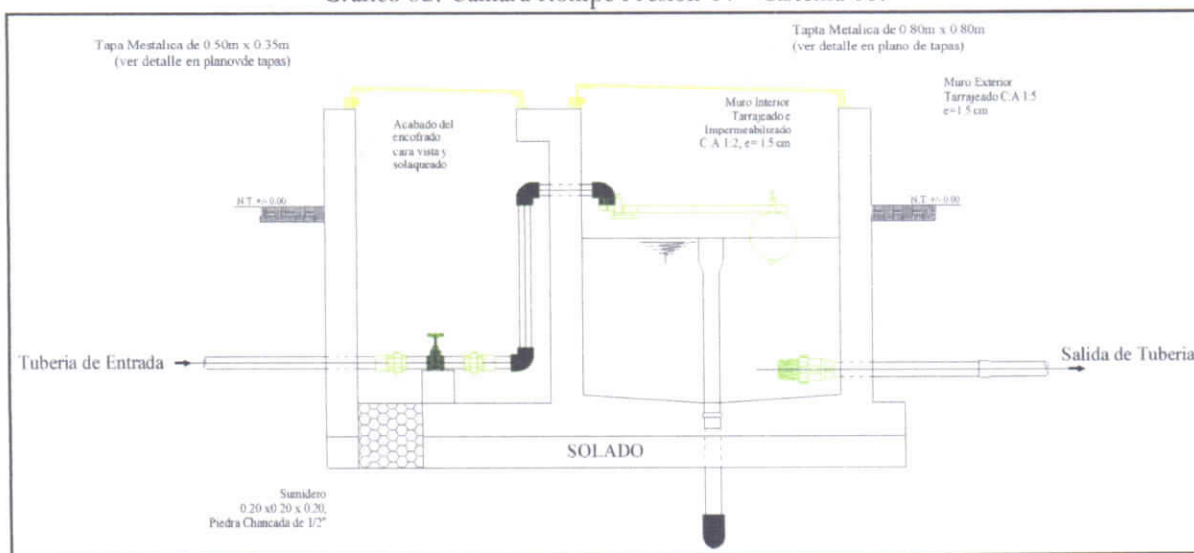 Tapa Mestalica de 0.50m x 0.35m
(ver detalle en planovde tapas)
Tapta Metalica de 0.80m x 0.80m
(ver detalle en plano de tapas)
Muro Exterior
Tarrajeado C:A 1:5
e=1.5 cm
Acabado del
encofrado
cara vista y
solaqueado
Muro Interior
Tarrajeado e
Impermeabilizado
C:A 1:2, e= 1.5 cm
N.T. +/- 0.00
N.T. +/- 0.00
Tuberia de Entrada
Salida de Tuberia
SOLADO
Sumidero
0.20 x0.20 x 0.20,
Piedra Chancada de 1/2"